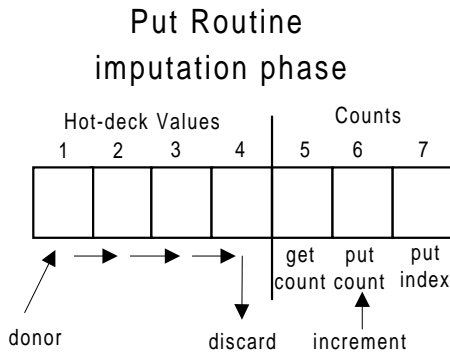 Put Routine
imputation phase
Hot-deck Values
Counts
1 2 3 4 5 6 7
get count
put count
put index
donor
discard
increment